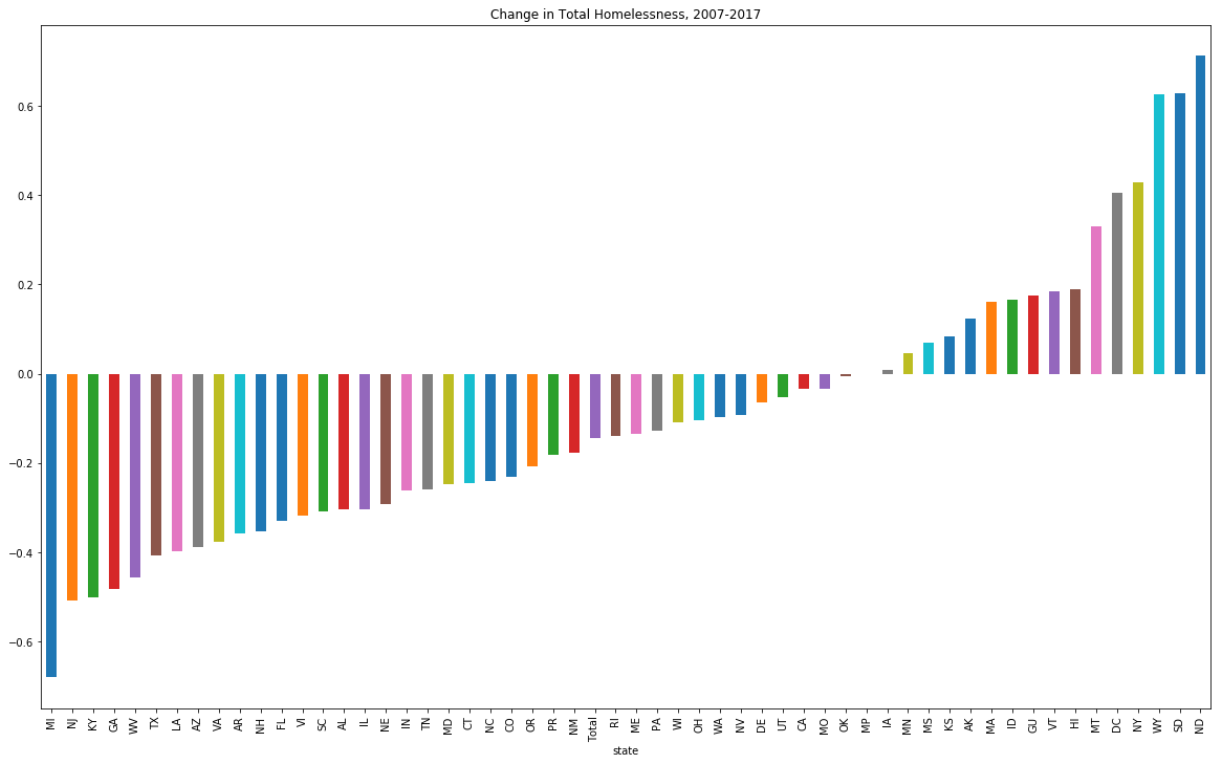 Change in Total Homelessness, 2007-2017
0.6
0.4
0.2
0.0
−0.2
−0.4
−0.6
MI NJ KY GA WV TX LA AZ VA AR NH FL VI SC AL IL NE IN TN MD CT NC CO OR PR NM Total RI ME PA WI OH WA NV DE UT CA MO OK MP IA MN MS KS AK MA ID GU VT HI MT DC NY WY SD ND
state